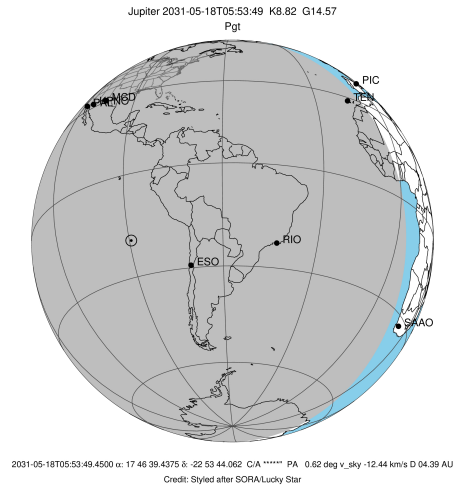 Jupiter 2031-05-18T05:53:49 K8.82 G14.57
Pgt
PIC
TEN
MCD
RIO
ESO
SAAO
2031-05-18T05:53:49.4500 α: 17 46 39.4375 δ: -22 53 44.062 C/A *****" PA 0.62 deg v_sky -12.44 km/s D 04.39 AU
Credit: Styled after SORA/Lucky Star